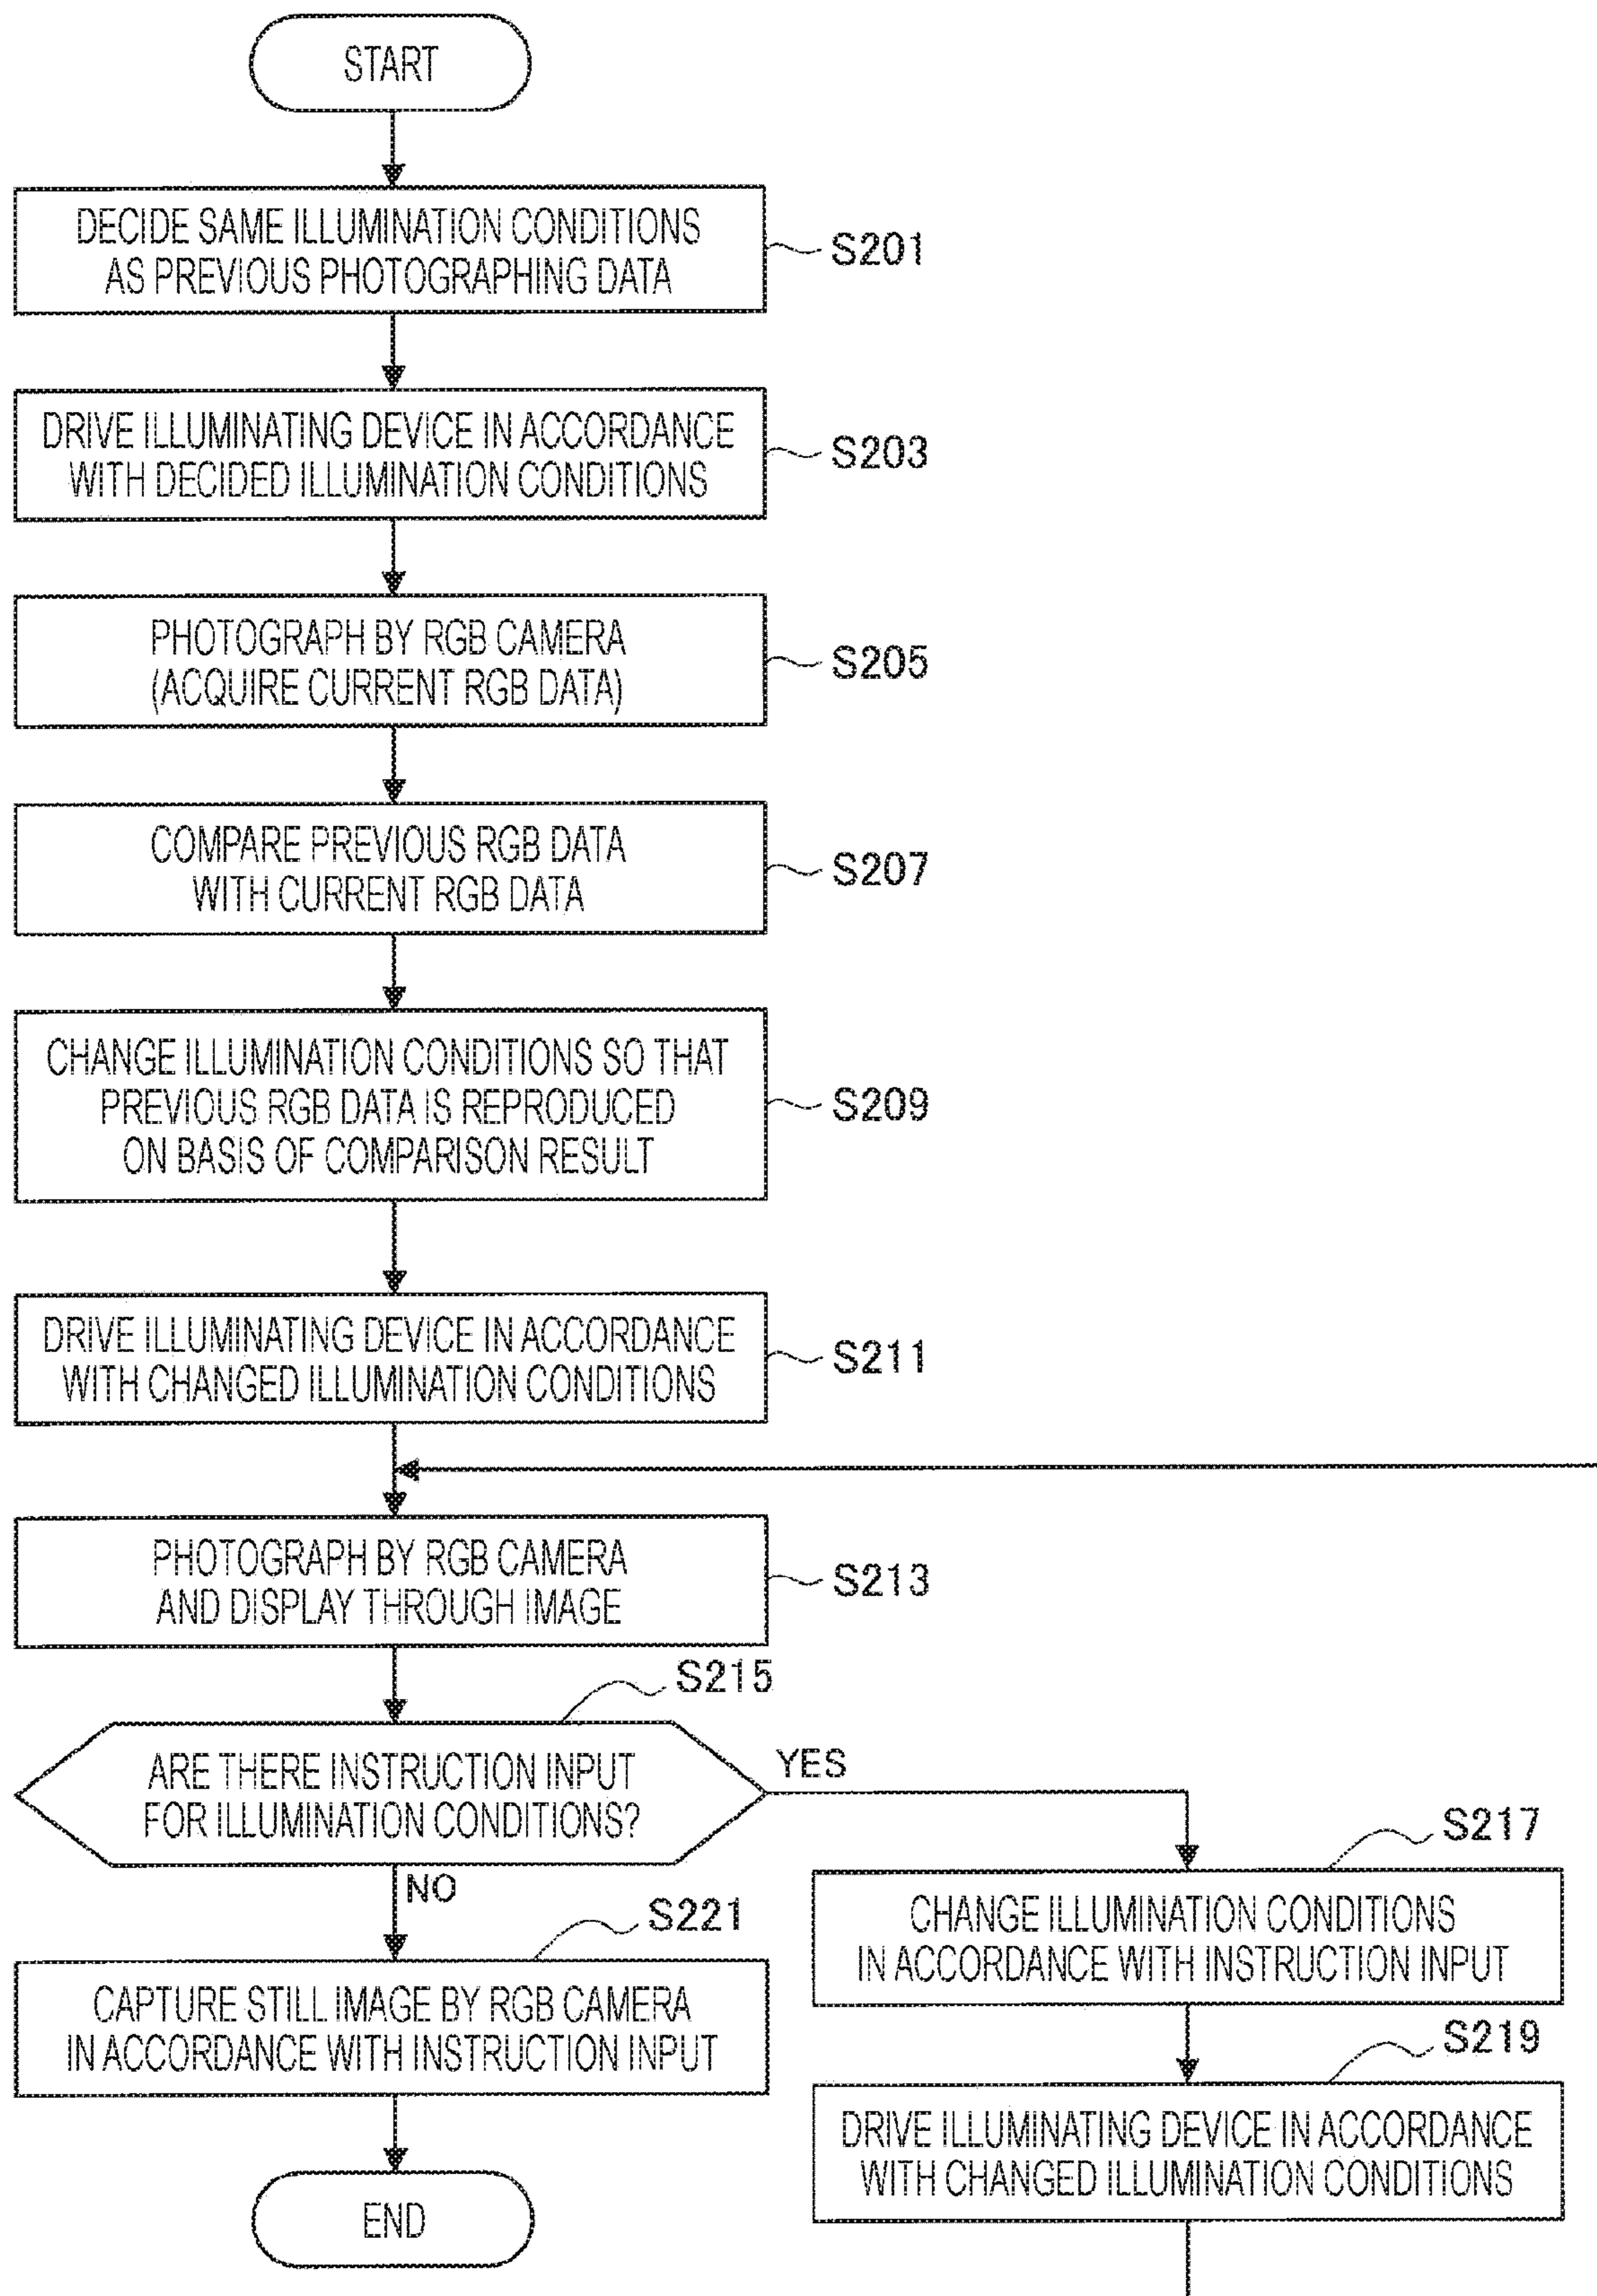 START
DECIDE SAME ILLUMINATION CONDITIONS
AS PREVIOUS PHOTOGRAPHING DATA
S201
DRIVE ILLUMINATING DEVICE IN ACCORDANCE
WITH DECIDED ILLUMINATION CONDITIONS
S203
PHOTOGRAPH BY RGB CAMERA
(ACQUIRE CURRENT RGB DATA)
S205
COMPARE PREVIOUS RGB DATA
WITH CURRENT RGB DATA
S207
CHANGE ILLUMINATION CONDITIONS SO THAT
PREVIOUS RGB DATA IS REPRODUCED
ON BASIS OF COMPARISON RESULT
S209
DRIVE ILLUMINATING DEVICE IN ACCORDANCE
WITH CHANGED ILLUMINATION CONDITIONS
S211
PHOTOGRAPH BY RGB CAMERA
AND DISPLAY THROUGH IMAGE
S213
S215
ARE THERE INSTRUCTION INPUT
FOR ILLUMINATION CONDITIONS?
YES
NO
S217
CHANGE ILLUMINATION CONDITIONS
IN ACCORDANCE WITH INSTRUCTION INPUT
S219
DRIVE ILLUMINATING DEVICE IN ACCORDANCE
WITH CHANGED ILLUMINATION CONDITIONS
S221
CAPTURE STILL IMAGE BY RGB CAMERA
IN ACCORDANCE WITH INSTRUCTION INPUT
END